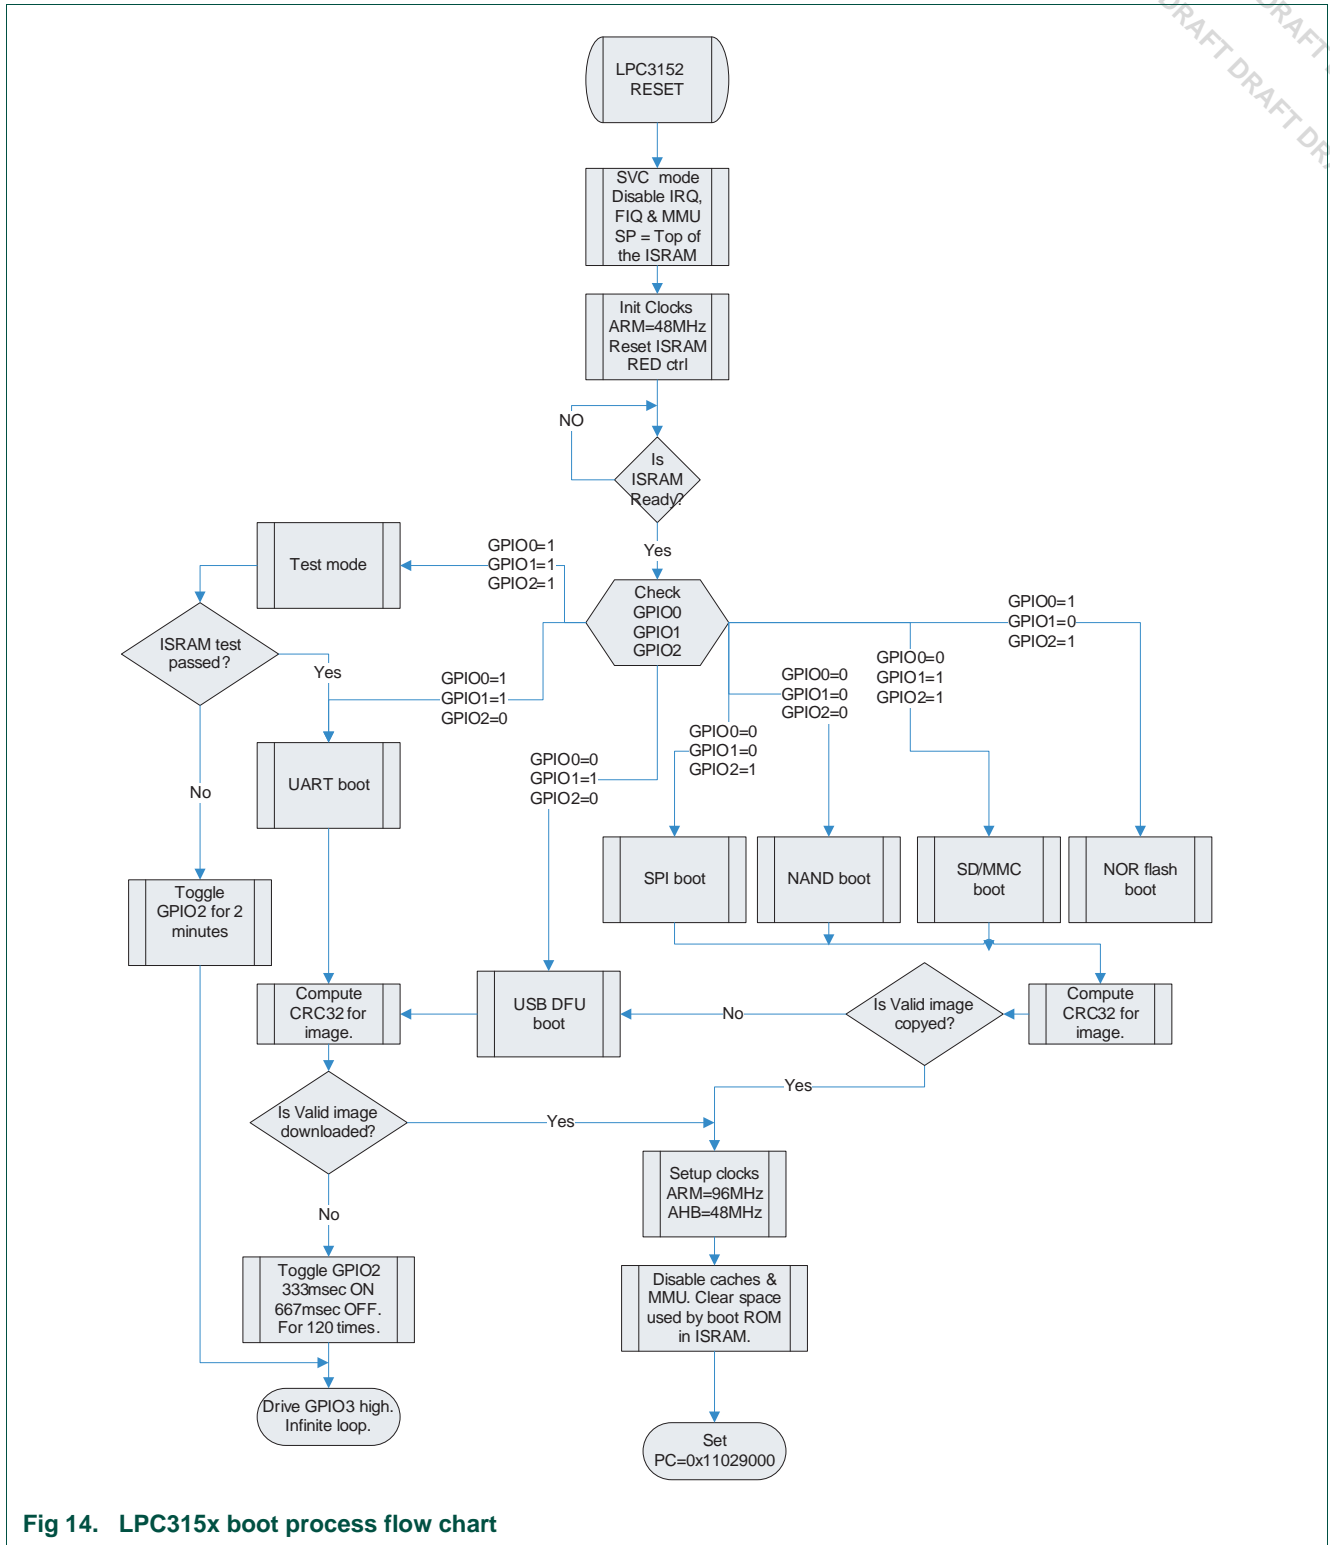 DRAFT
DRAFT DRAFT DRA
LPC3152
RESET
SVC mode
Disable IRQ,
FIQ & MMU
SP = Top of
the ISRAM
Init Clocks
ARM=48MHz
Reset ISRAM
RED ctrl
NO
Is
ISRAM
Ready?
Yes
Test mode
GPIO0=1
GPIO1=1
GPIO2=1
Check
GPIO0
GPIO1
GPIO2
GPIO0=1
GPIO1=0
GPIO2=1
ISRAM test
passed?
Yes
GPIO0=1
GPIO1=1
GPIO2=0
GPIO0=0
GPIO1=0
GPIO2=0
GPIO0=0
GPIO1=1
GPIO2=1
GPIO0=0
GPIO1=0
GPIO2=1
GPIO0=0
GPIO1=1
GPIO2=0
No
UART boot
SPI boot
NAND boot
SD/MMC
boot
NOR flash
boot
Toggle
GPIO2 for 2
minutes
Compute
CRC32 for
image.
USB DFU
boot
No
Is Valid image
copyed?
Compute
CRC32 for
image.
Yes
Is Valid image
downloaded?
Yes
Setup clocks
ARM=96MHz
AHB=48MHz
No
Toggle GPIO2
333msec ON
667msec OFF.
For 120 times.
Disable caches &
MMU. Clear space
used by boot ROM
in ISRAM.
Drive GPIO3 high.
Infinite loop.
Set
PC=0x11029000
Fig 14. LPC315x boot process flow chart